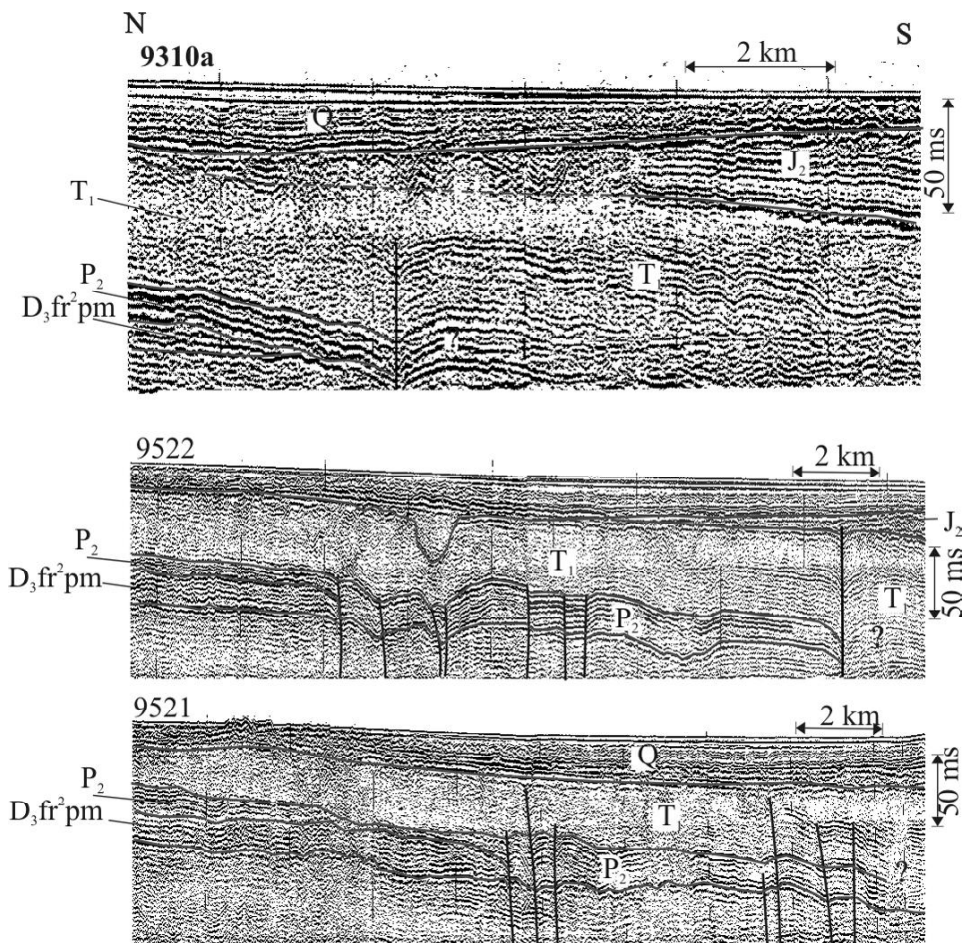 N S
9310a 2 km
Q
J₂
50 ms
T₁
P₂
T
D₃fr²pm
?
9522
2 km
J₂
P₂
T₁
D₃fr²pm
50 ms
T
P₂
?
9521
2 km
Q
50 ms
P₂
T
D₃fr²pm
P₂
?